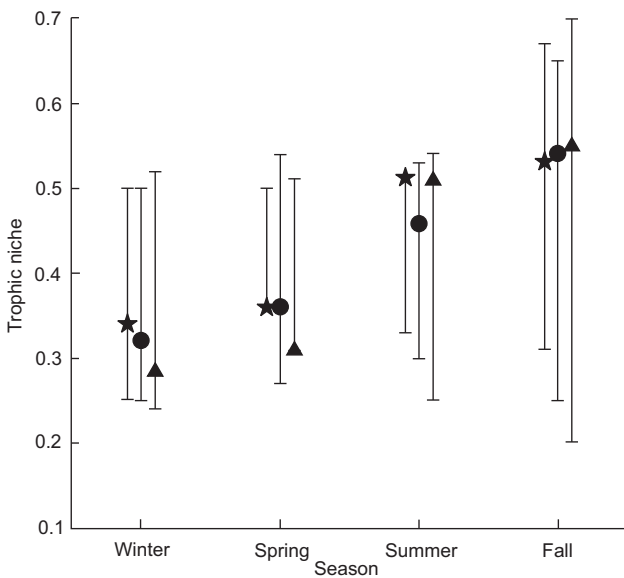 Trophic niche
0.7
0.6
0.5
0.4
0.3
0.2
0.1
Winter
Spring
Summer
Fall
Season